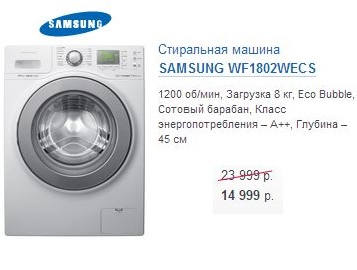 SAMSUNG
Стиральная машина
SAMSUNG WF1802WECS
1200 об/мин, Загрузка 8 кг, Eco Bubble,
Сотовый барабан, Класс
энергопотребления – A++, Глубина –
45 см
23 999 р.
14 999 р.